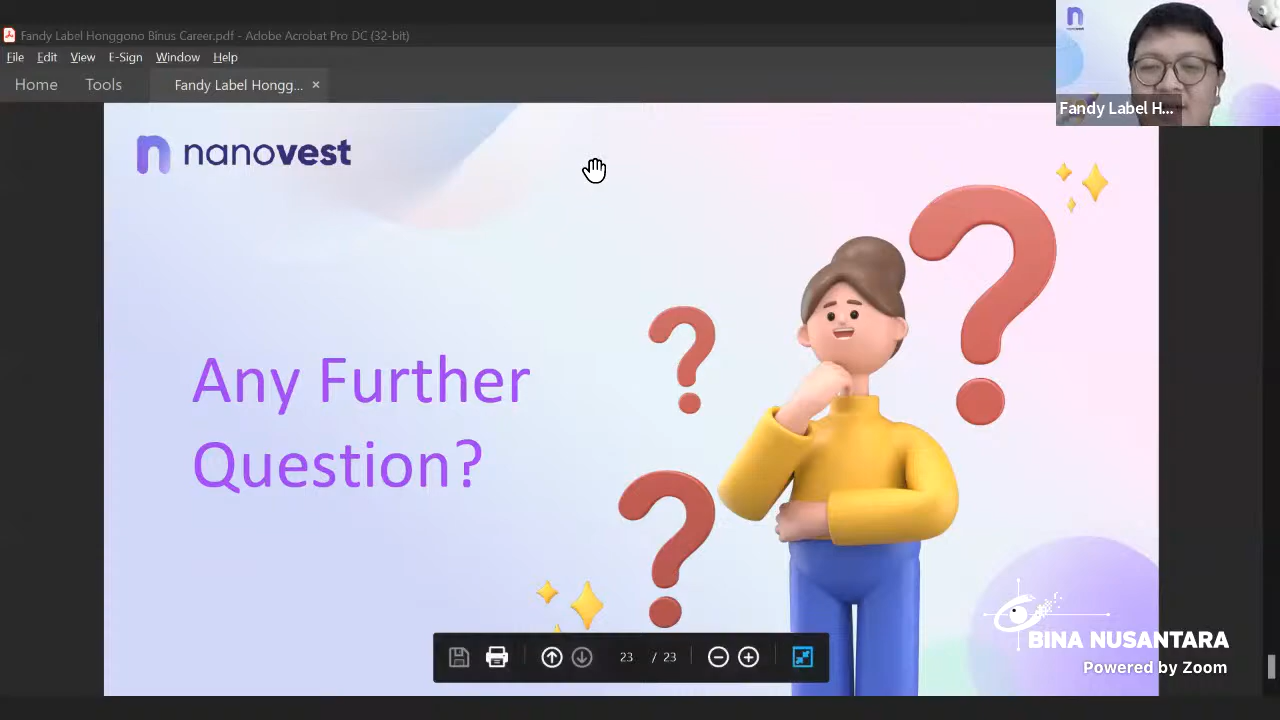 Fandy Label Honggono Binus Career.pdf - Adobe Acrobat Pro DC (32-bit)
File Edit View E-Sign Window Help
Home Tools Fandy Label Hongg... ×
nanovest
Fandy Label H...
nanovest
Any Further
Question?
23 / 23
BINA NUSANTARA
Powered by Zoom